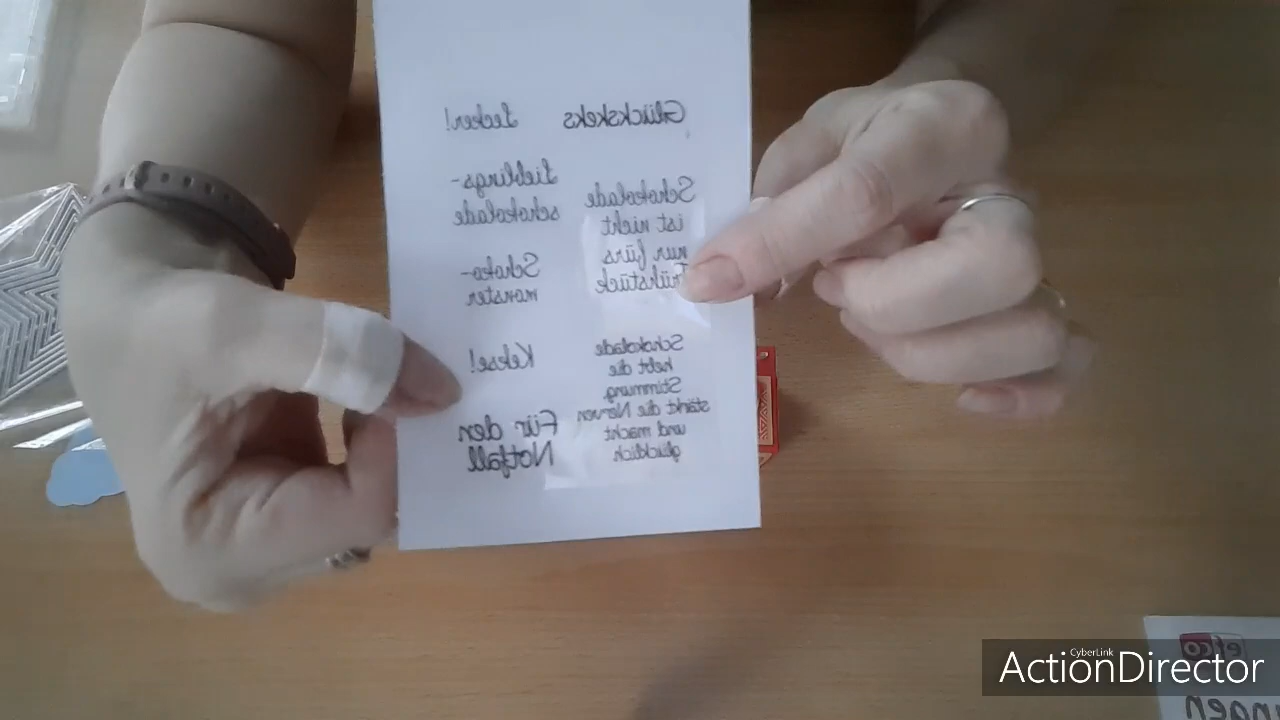 Glückskeks
Lecker!
Schokolade
ist nicht
nur fürs
Frühstück
Lieblings-
schokolade
Schoko-
monster
Schokolade
hebt die
Stimmung,
stärkt die Nerven
und macht
glücklich
Kekse!
Für den
Notfall
efco
CyberLink
ActionDirector